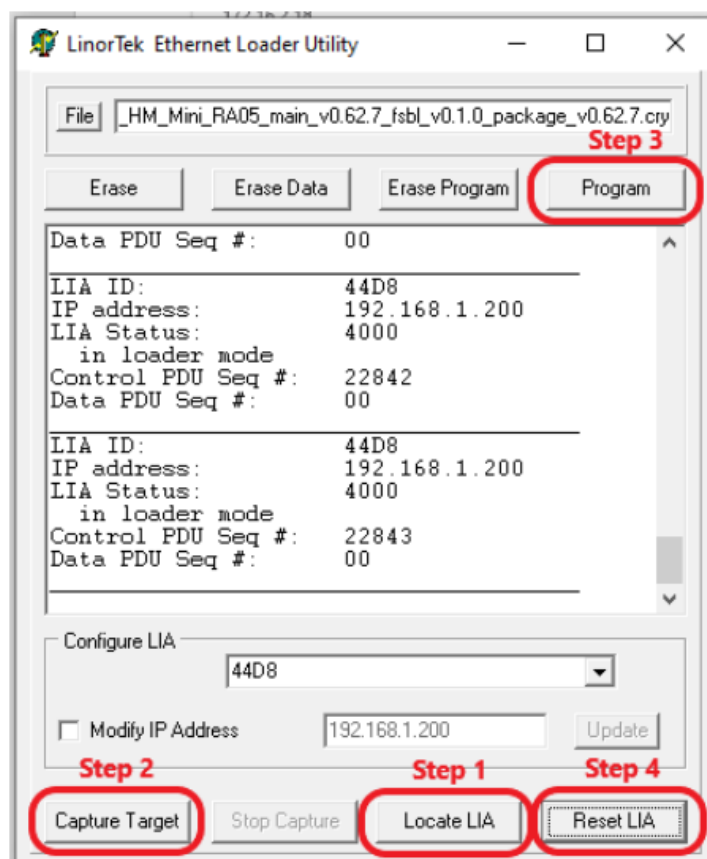 LinorTek Ethernet Loader Utility
File _HM_Mini_RA05_main_v0.62.7_fsbl_v0.1.0_package_v0.62.7.cry
Step 3
Erase Erase Data Erase Program Program
Data PDU Seq #: 00
LIA ID: 44D8
IP address: 192.168.1.200
LIA Status: 4000
in loader mode
Control PDU Seq #: 22842
Data PDU Seq #: 00
LIA ID: 44D8
IP address: 192.168.1.200
LIA Status: 4000
in loader mode
Control PDU Seq #: 22843
Data PDU Seq #: 00
Configure LIA
44D8
Modify IP Address 192.168.1.200 Update
Step 2 Step 1 Step 4
Capture Target Stop Capture Locate LIA Reset LIA